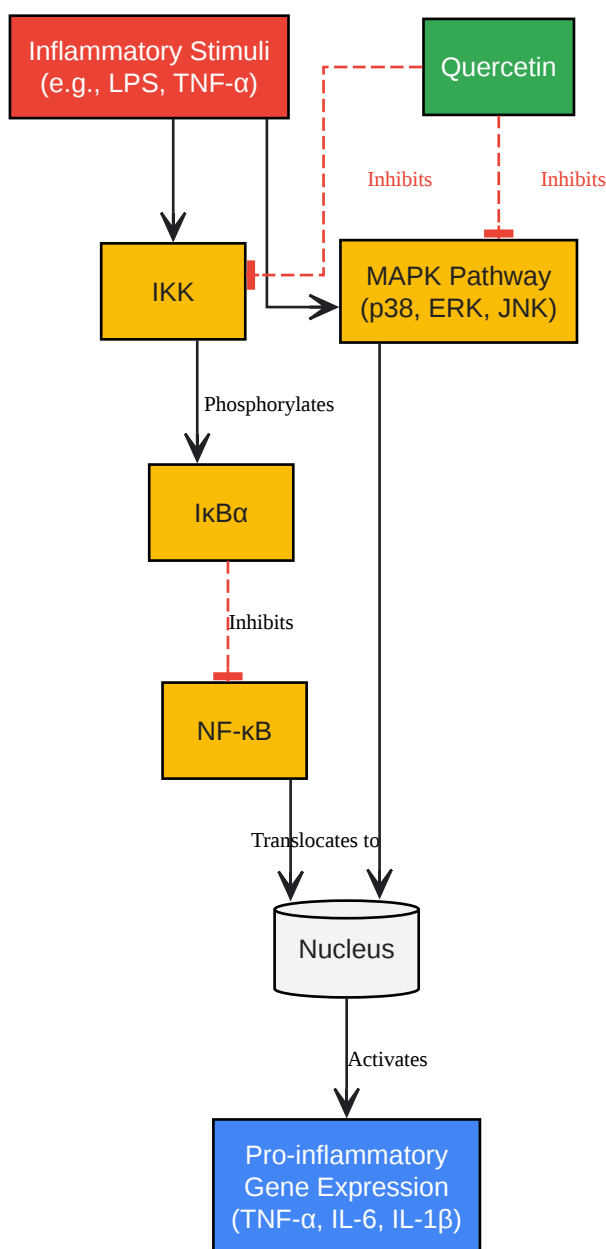 Inflammatory Stimuli
(e.g., LPS, TNF-α)
Quercetin
Inhibits
Inhibits
IKK
MAPK Pathway
(p38, ERK, JNK)
Phosphorylates
IκBα
Inhibits
NF-κB
Translocates to
Nucleus
Activates
Pro-inflammatory
Gene Expression
(TNF-α, IL-6, IL-1β)